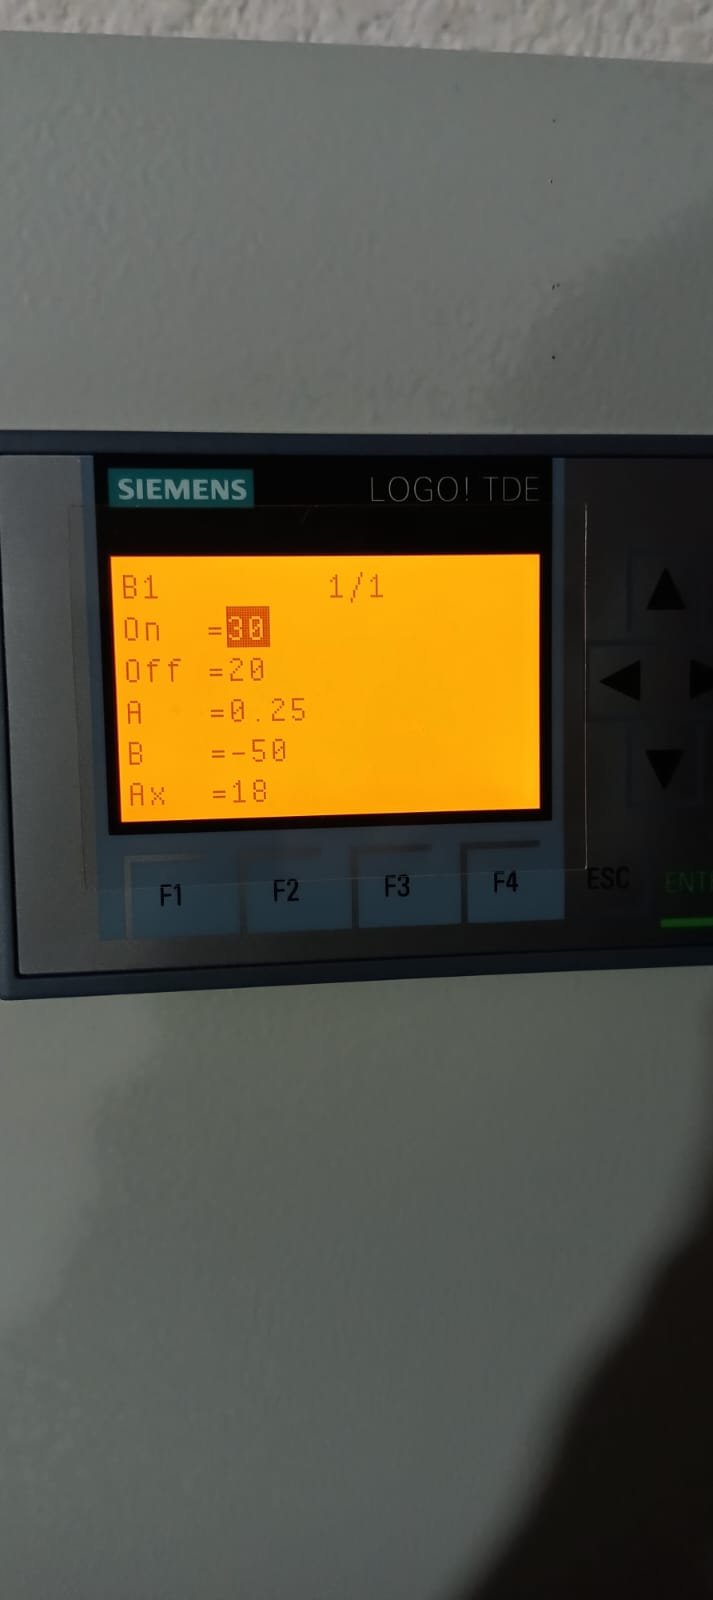 SIEMENS LOGO! TDE
B1 1/1
On =30
Off =20
A =0.25
B =-50
Ax =18
F1 F2 F3 F4 ESC